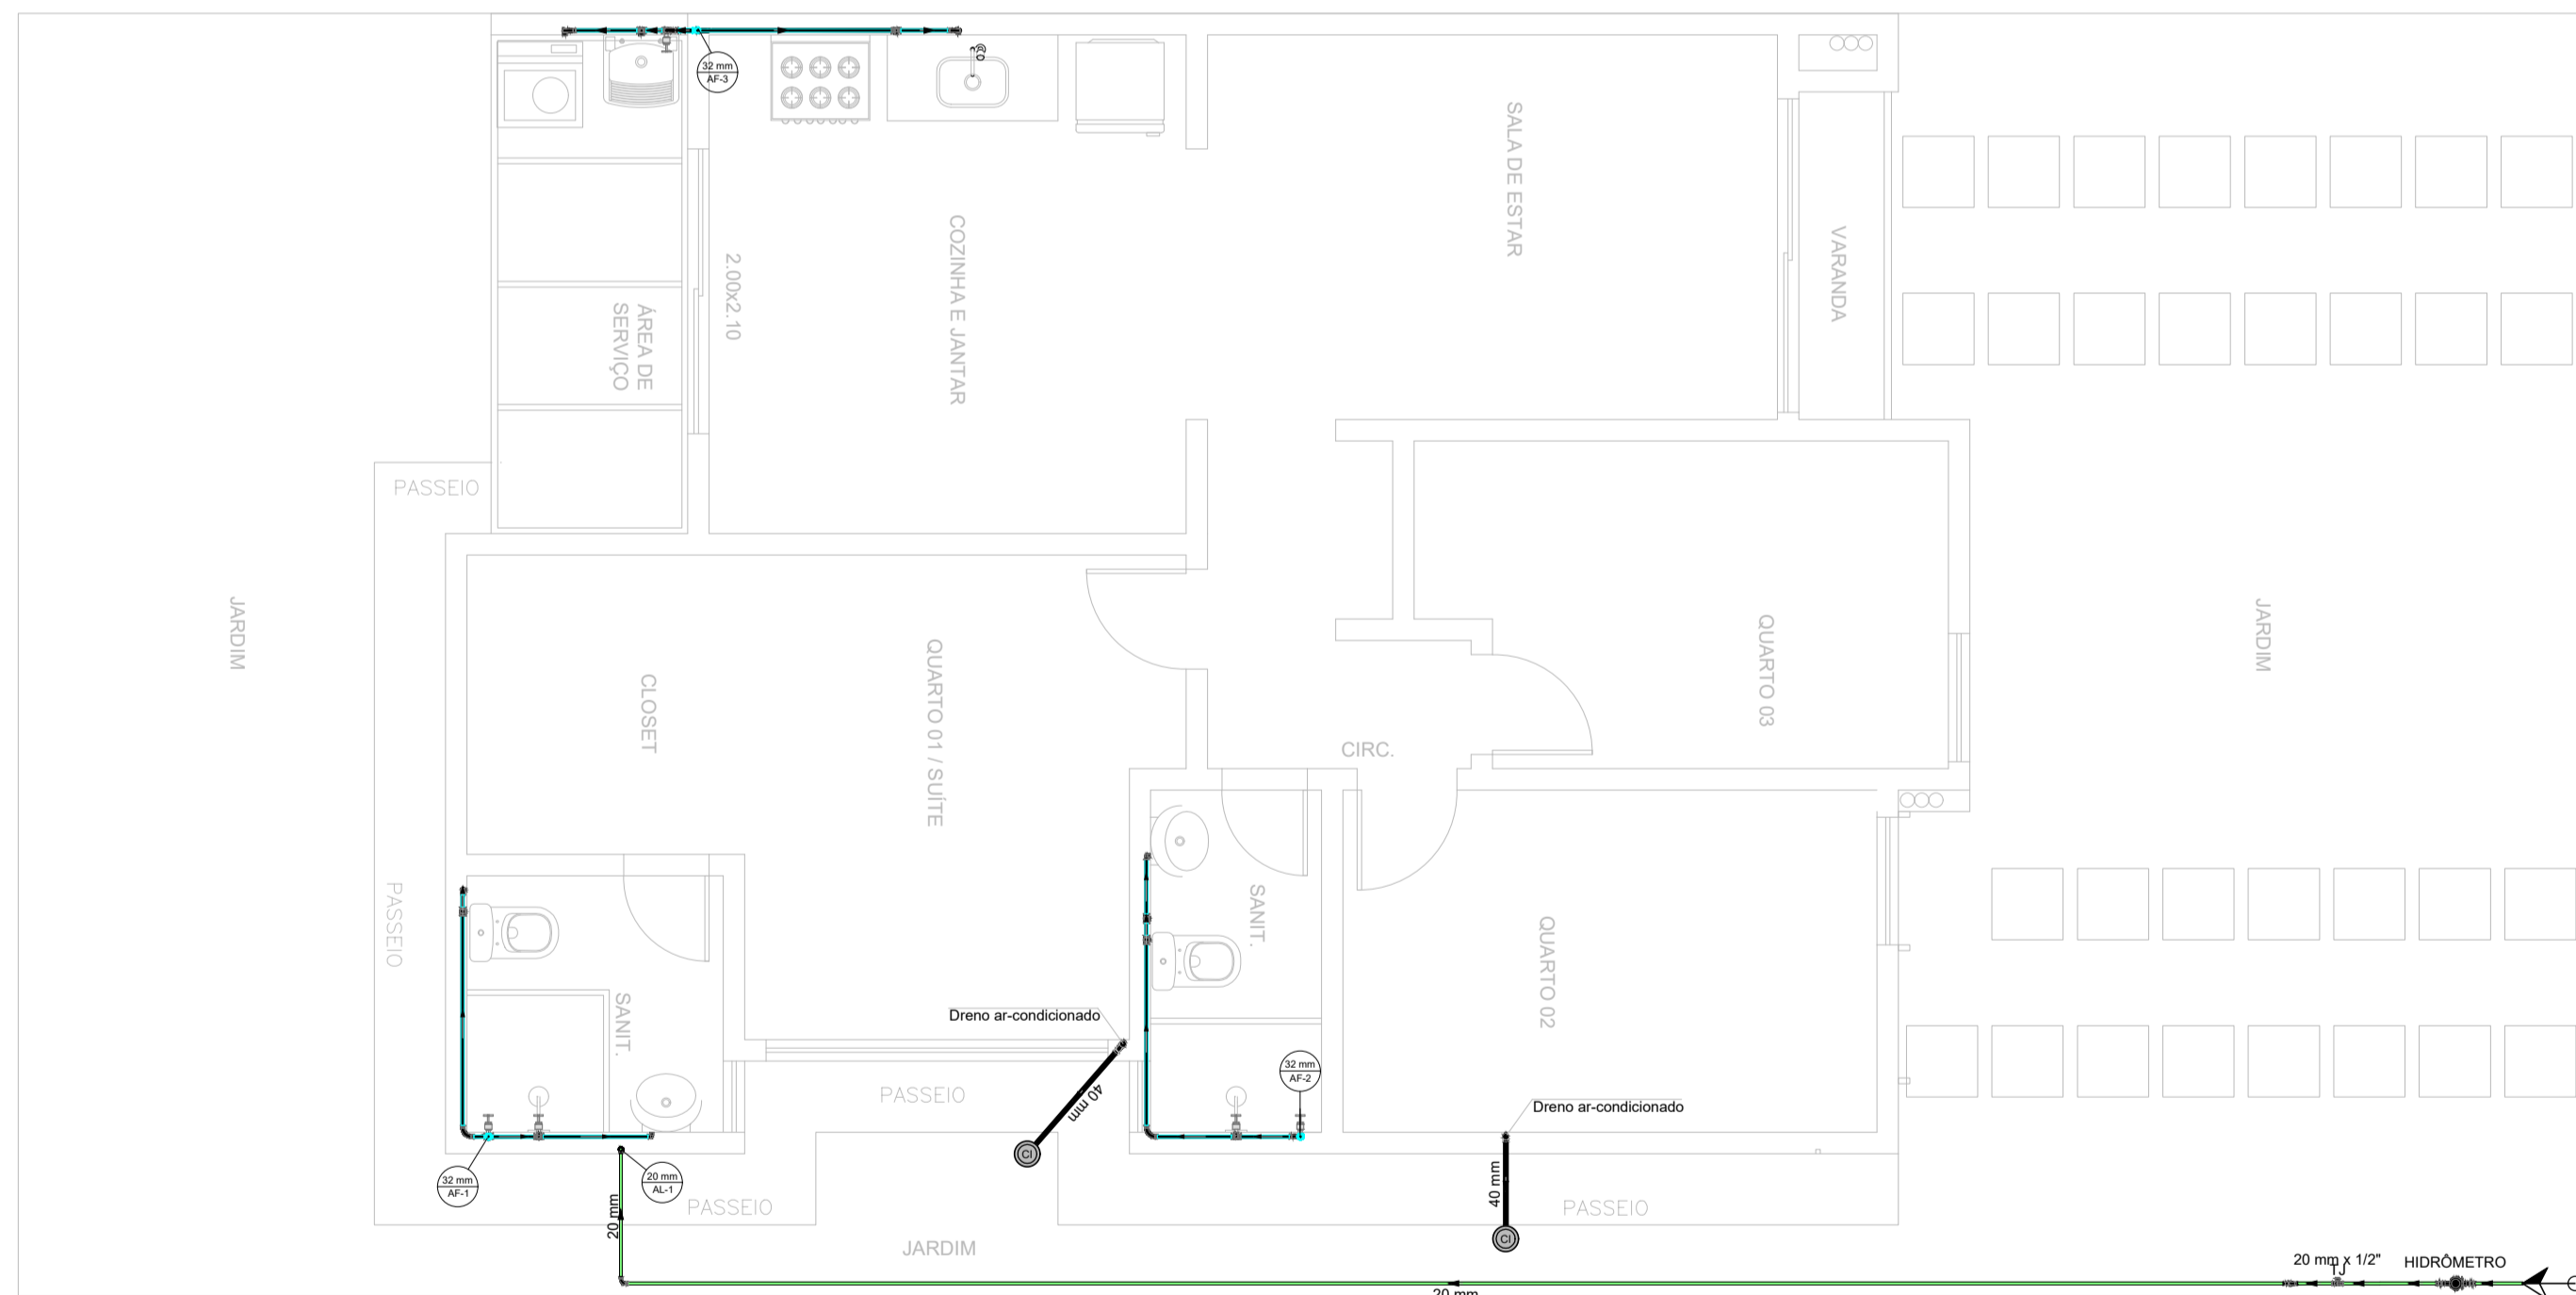 32 mm
AF-3
SALA DE ESTAR
COZINHA E JANTAR
VARANDA
2.00x2.10
ÁREA DE
SERVIÇO
PASSEIO
JARDIM
JARDIM
QUARTO 03
QUARTO 01 / SUÍTE
CLOSET
CIRC.
PASSEIO
SANIT.
QUARTO 02
SANIT.
Dreno ar-condicionado
32 mm
AF-2
PASSEIO
40 mm
Dreno ar-condicionado
CI
32 mm
AF-1
20 mm
AL-1
40 mm
20 mm
PASSEIO
PASSEIO
CI
JARDIM
20 mm x 1/2"
HIDRÔMETRO
TJ
20 mm